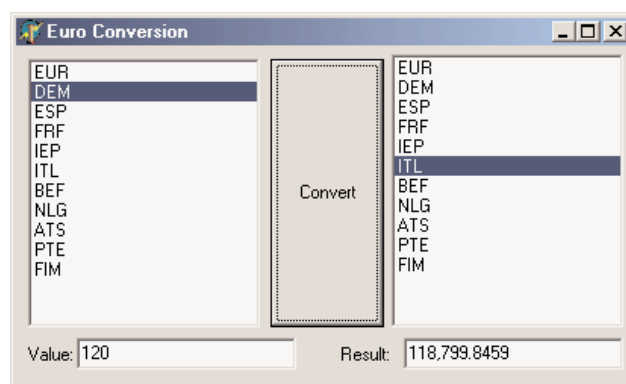 Euro Conversion
EUR
DEM
ESP
FRF
IEP
ITL
BEF
NLG
ATS
PTE
FIM
Convert
EUR
DEM
ESP
FRF
IEP
ITL
BEF
NLG
ATS
PTE
FIM
Value: 120
Result: 118,799.8459